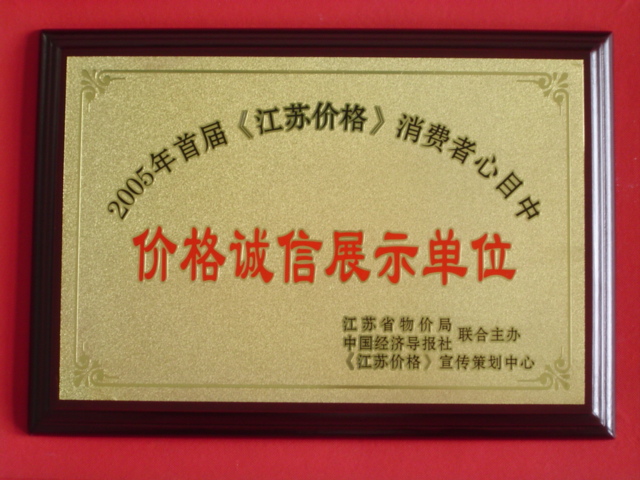 2005年首届《江苏价格》消费者心目中
价格诚信展示单位
江苏省物价局
中国经济导报社 联合主办
《江苏价格》宣传策划中心